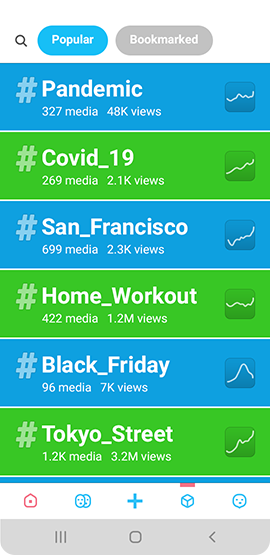 Popular Bookmarked
# Pandemic
327 media 48K views
# Covid_19
269 media 2.1K views
# San_Francisco
699 media 2.3K views
# Home_Workout
422 media 1.2M views
# Black_Friday
96 media 7K views
# Tokyo_Street
1.2K media 3.2M views